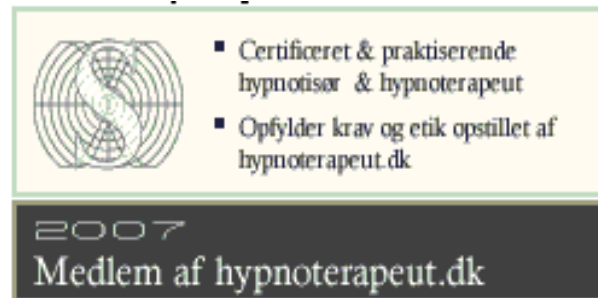 Certificeret & praktiserende
hypnotisør & hypnoterapeut
Opfylder krav og etik opstillet af
hypnoterapeut.dk
2007
Medlem af hypnoterapeut.dk